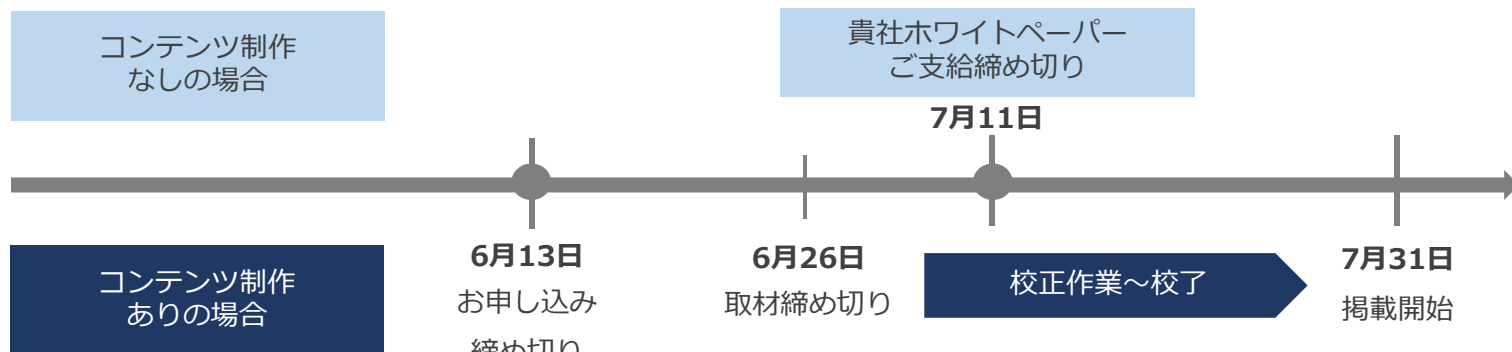 コンテンツ制作
なしの場合
貴社ホワイトペーパー
ご支給締め切り
7月11日
コンテンツ制作
ありの場合
6月13日
お申し込み
締め切り
6月26日
取材締め切り
校正作業～校了
7月31日
掲載開始